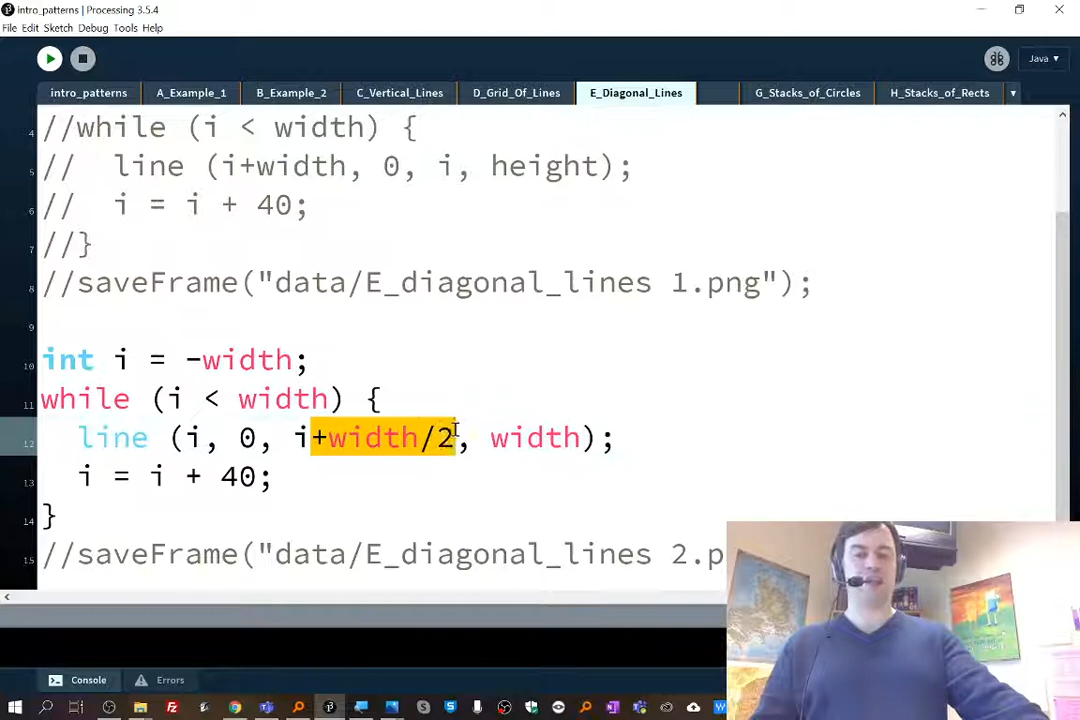 intro_patterns | Processing 3.5.4
File Edit Sketch Debug Tools Help
Java ▾
intro_patterns A_Example_1 B_Example_2 C_Vertical_Lines D_Grid_Of_Lines E_Diagonal_Lines G_Stacks_of_Circles H_Stacks_of_Rects
4 //while (i < width) {
5 //  line (i+width, 0, i, height);
6 //  i = i + 40;
7 //}
8 //saveFrame("data/E_diagonal_lines 1.png");
9
10 int i = -width;
11 while (i < width) {
12   line (i, 0, i+width/2, width);
13   i = i + 40;
14 }
15 //saveFrame("data/E_diagonal_lines 2.p
Console Errors